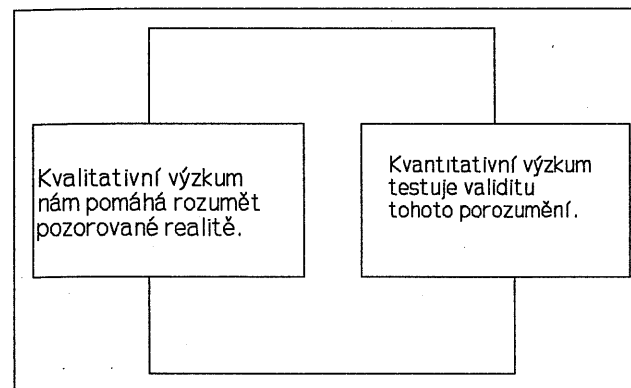 Kvalitativní výzkum
nám pomáhá rozumět
pozorované realitě.
Kvantitativní výzkum
testuje validitu
tohoto porozumění.